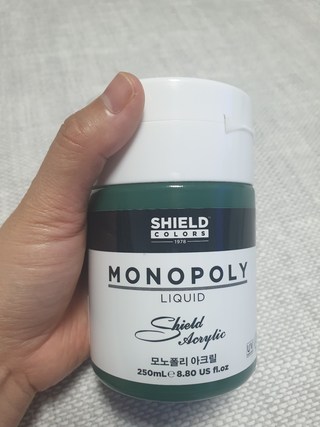 SHIELD
COLORS
1978
MONOPOLY
LIQUID
Shield
Acrylic
모노폴리 아크릴
250mL℮8.80 US fl.oz